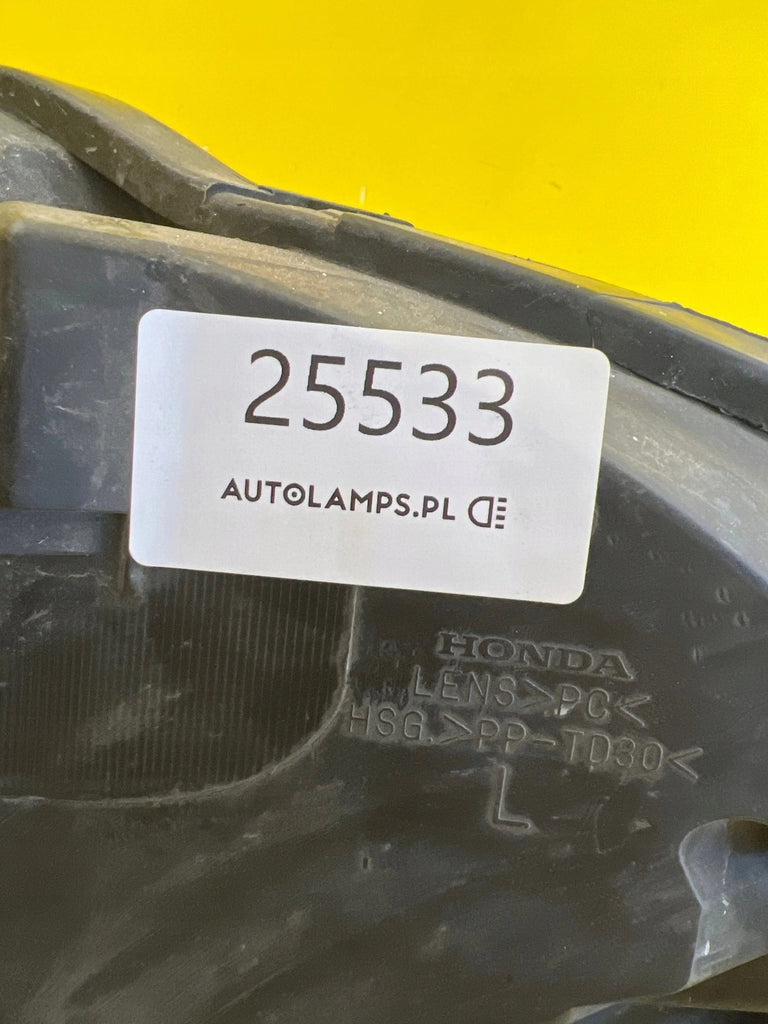 25533
AUTOLAMPS.PL
HONDA
LENS>PC<
HSG.>PP-TD30<
L